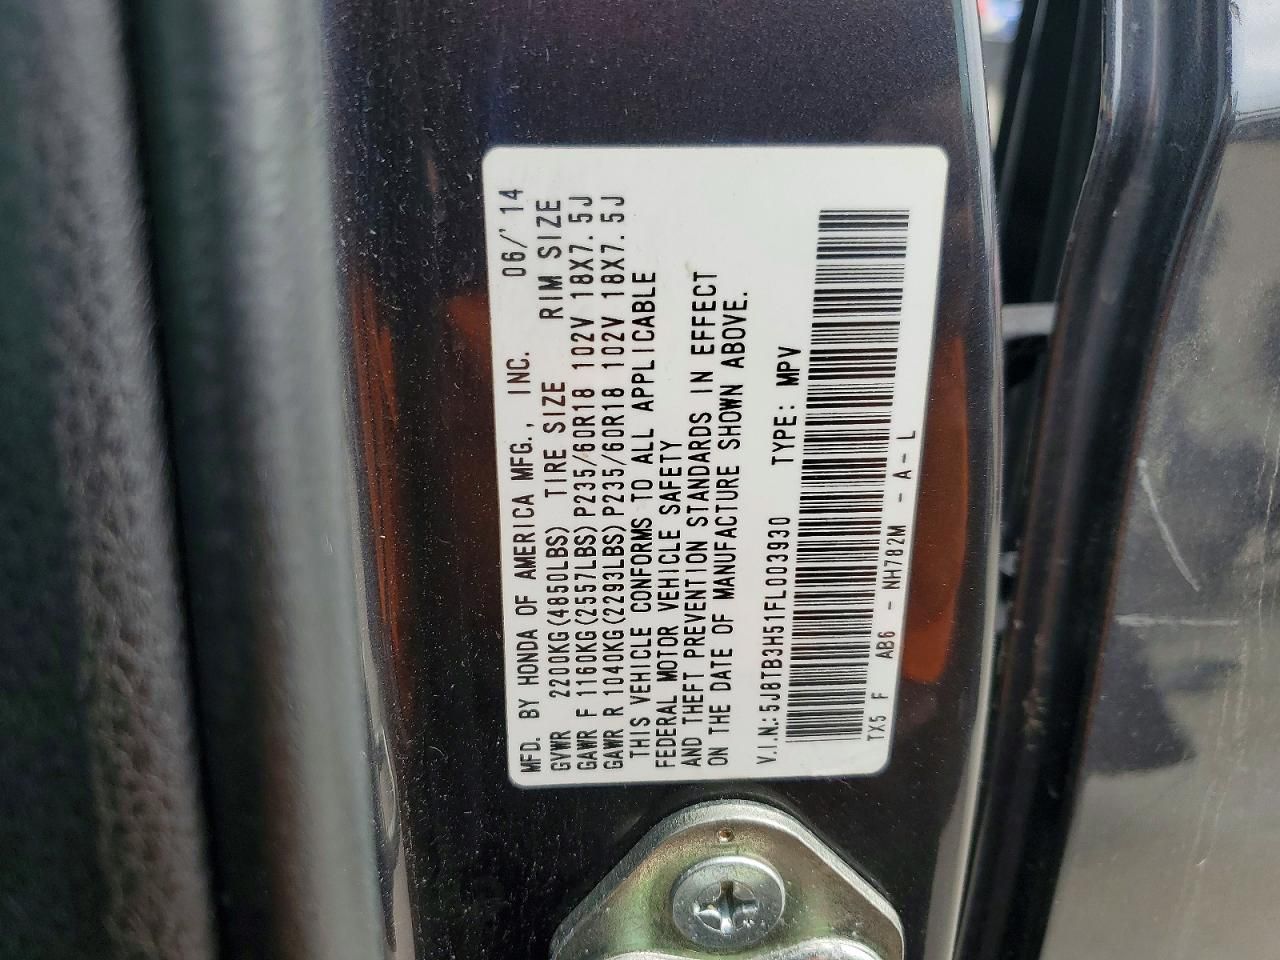 MFD. BY HONDA OF AMERICA MFG., INC. 06/'14
GVWR 2200KG(4850LBS) TIRE SIZE RIM SIZE
GAWR F 1160KG(2557LBS)P235/60R18 102V 18X7.5J
GAWR R 1040KG(2293LBS)P235/60R18 102V 18X7.5J
THIS VEHICLE CONFORMS TO ALL APPLICABLE
FEDERAL MOTOR VEHICLE SAFETY
AND THEFT PREVENTION STANDARDS IN EFFECT
ON THE DATE OF MANUFACTURE SHOWN ABOVE.
V.I.N.: 5J8TB3H51FL003930 TYPE: MPV
TX5 F AB6 - NH782M - A - L